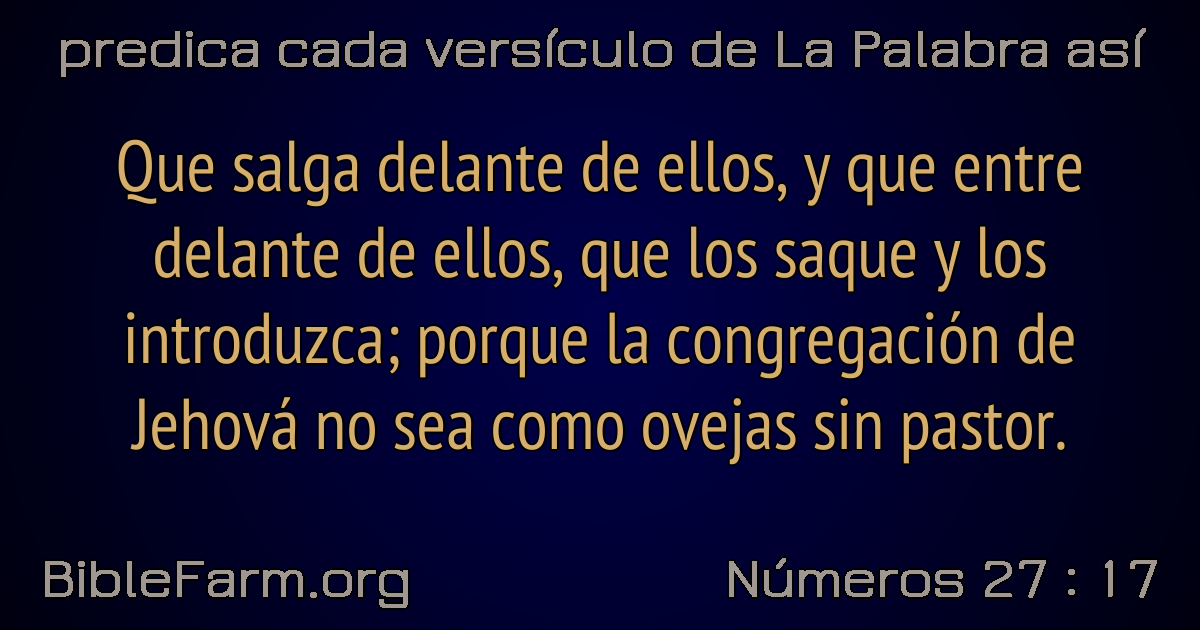 predica cada versículo de La Palabra así
Que salga delante de ellos, y que entre
delante de ellos, que los saque y los
introduzca; porque la congregación de
Jehová no sea como ovejas sin pastor.
BibleFarm.org
Números 27 : 17